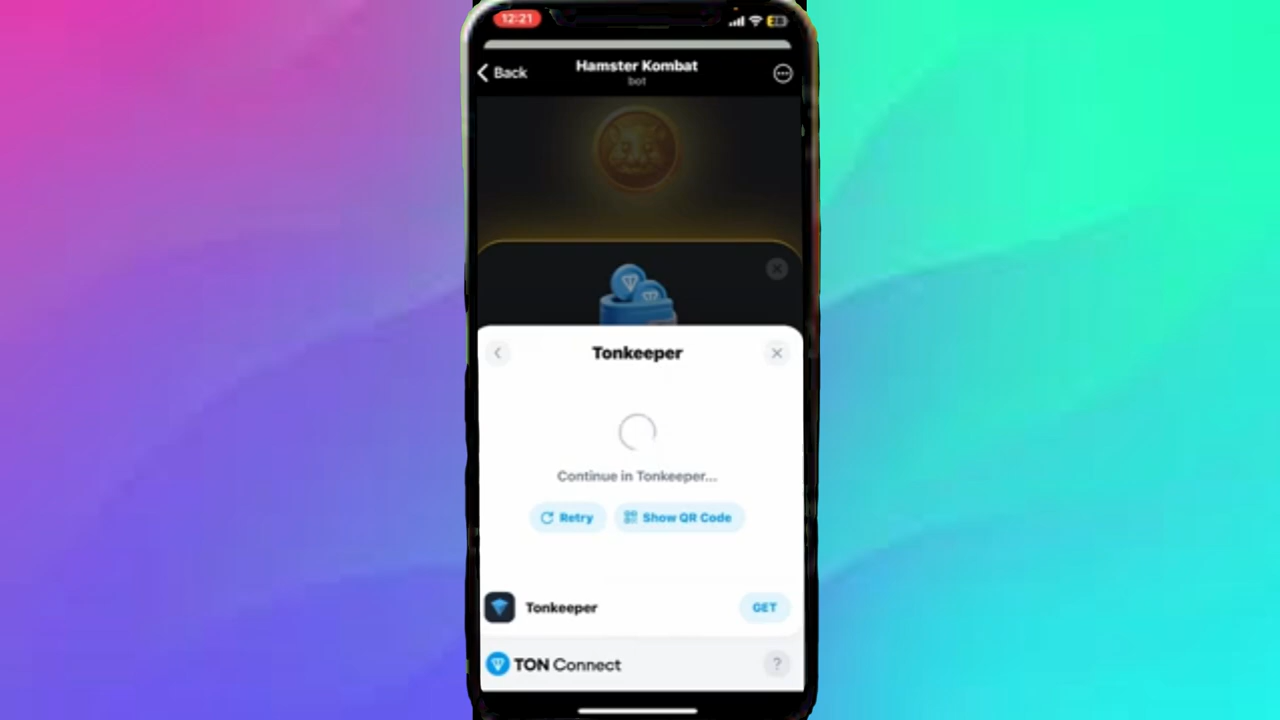 12:21
Back
Hamster Kombat
bot
Tonkeeper
Continue in Tonkeeper...
Retry
Show QR Code
Tonkeeper
GET
TON Connect
?